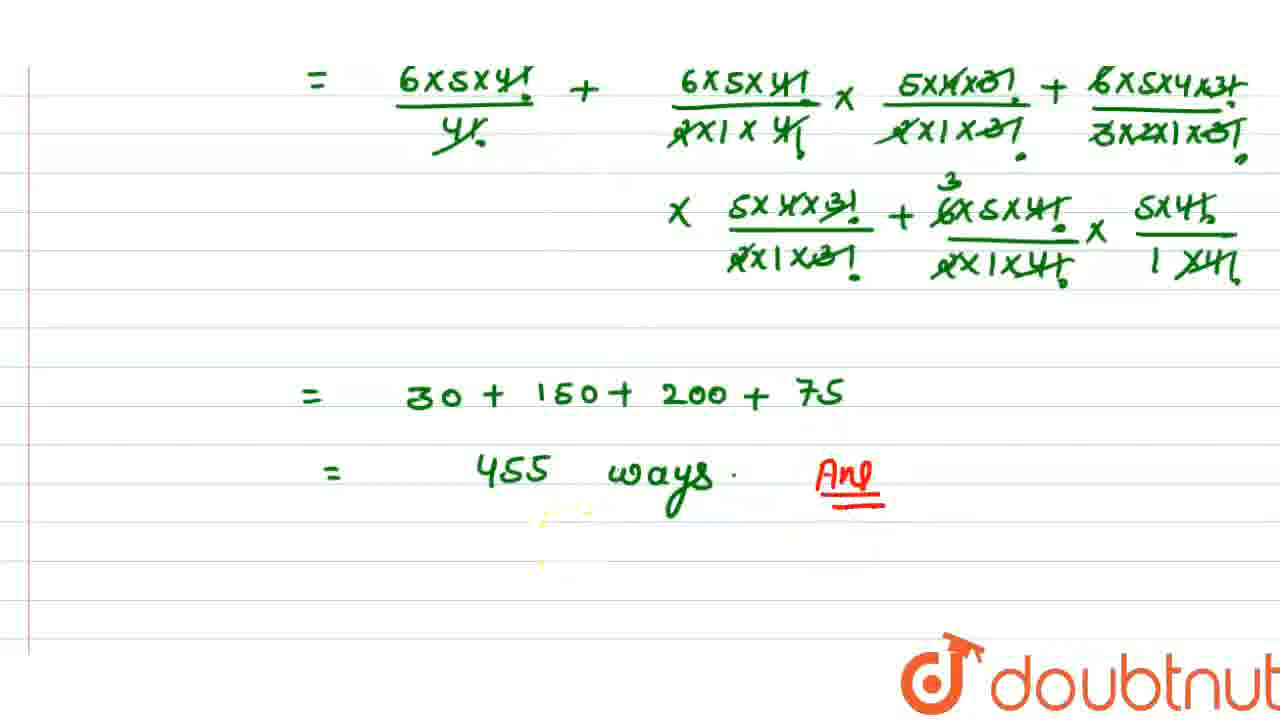 = 6×5×4!/4! + 6×5×4!/2×1×4! × 5×4×3!/2×1×3! + 6×5×4×3!/3×2×1×3!
× 5×4×3!/2×1×3! + 3 6×5×4!/2×1×4! × 5×4!/1×4!
= 30 + 150 + 200 + 75
= 455 ways. Ans
doubtnut